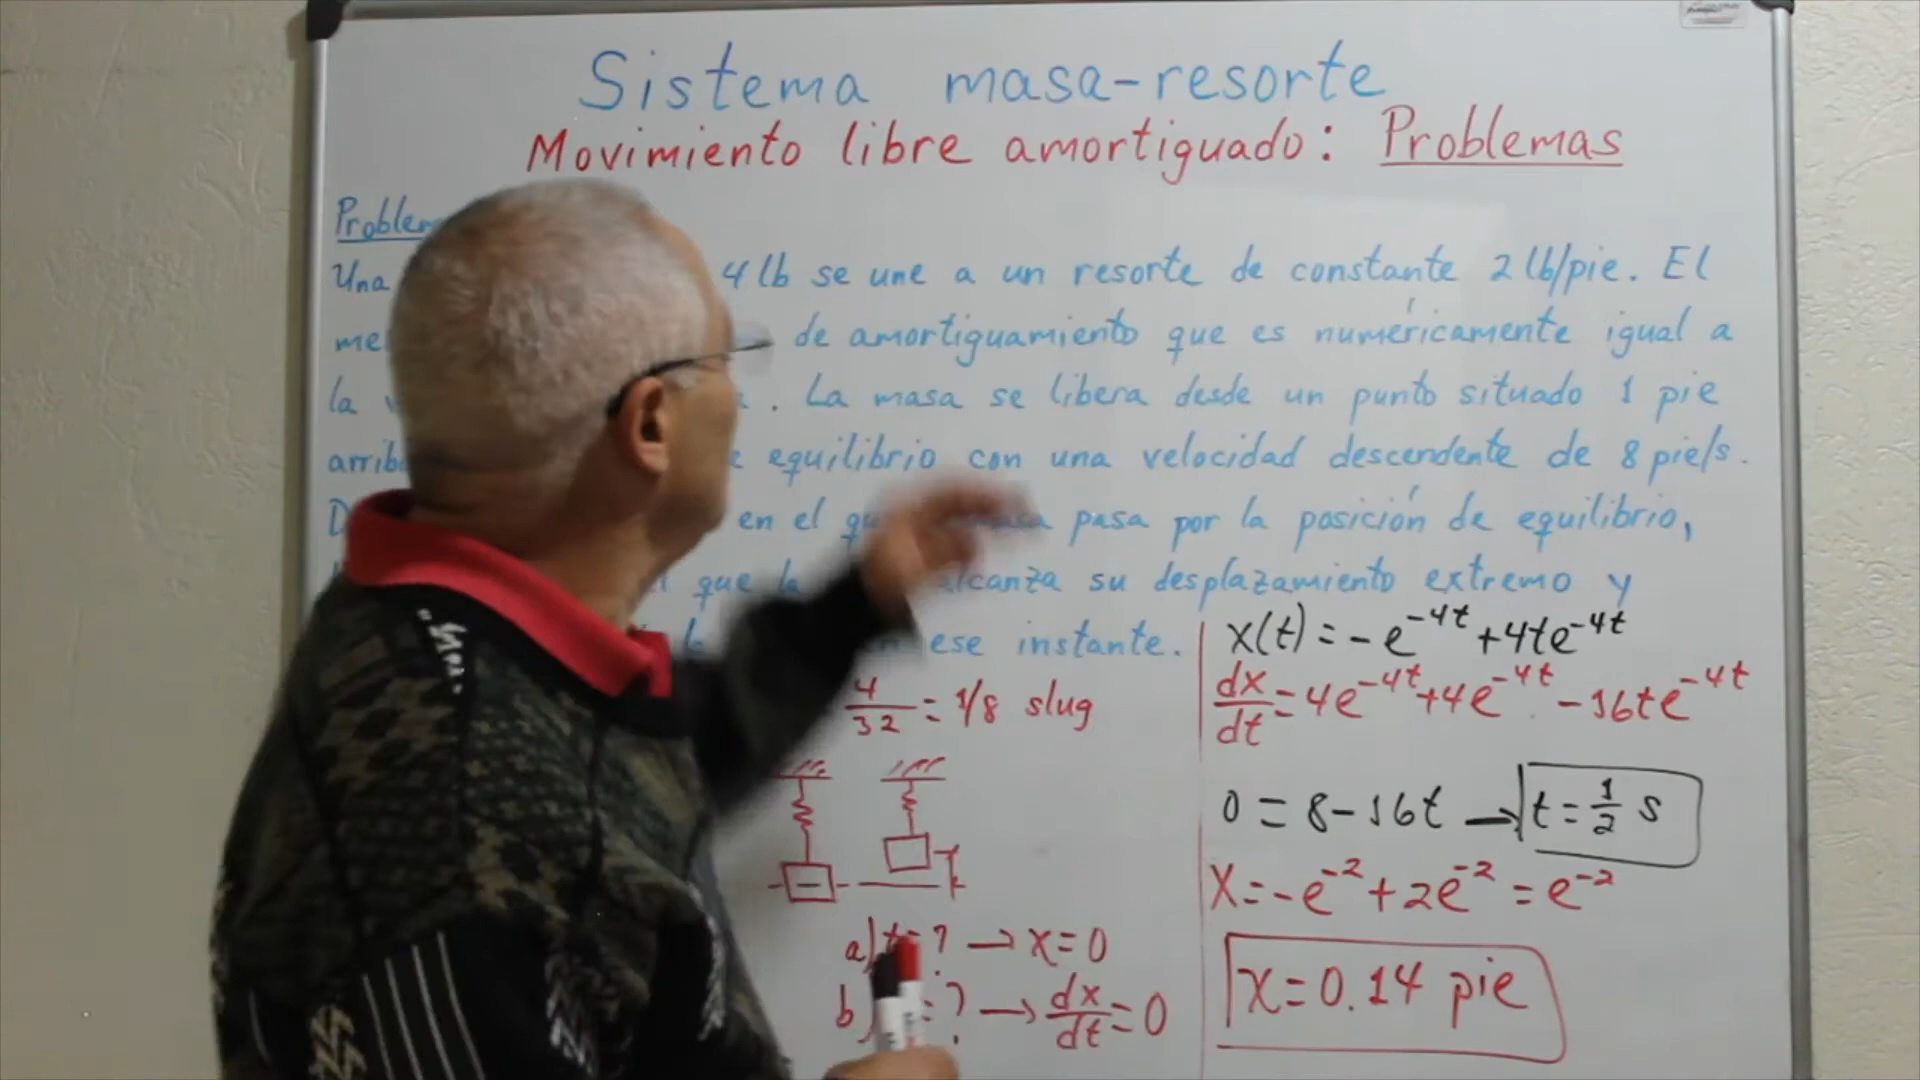 Sistema masa-resorte
Movimiento libre amortiguado: Problemas
Una 4 lb se une a un resorte de constante 2 lb/pie. El
de amortiguamiento que es numéricamente igual a
la . La masa se libera desde un punto situado 1 pie
equilibrio con una velocidad descendente de 8 pie/s.
en el pasa por la posición de equilibrio,
que la alcanza su desplazamiento extremo y
ese instante.
x(t) = -e^-4t + 4te^-4t
4/32 = 1/8 slug
dx/dt = 4e^-4t + 4e^-4t - 16te^-4t
0 = 8 - 16t → t = 1/2 s
x = -e^-2 + 2e^-2 = e^-2
a) t = ? → x = 0
b) = ? → dx/dt = 0
x = 0.14 pie